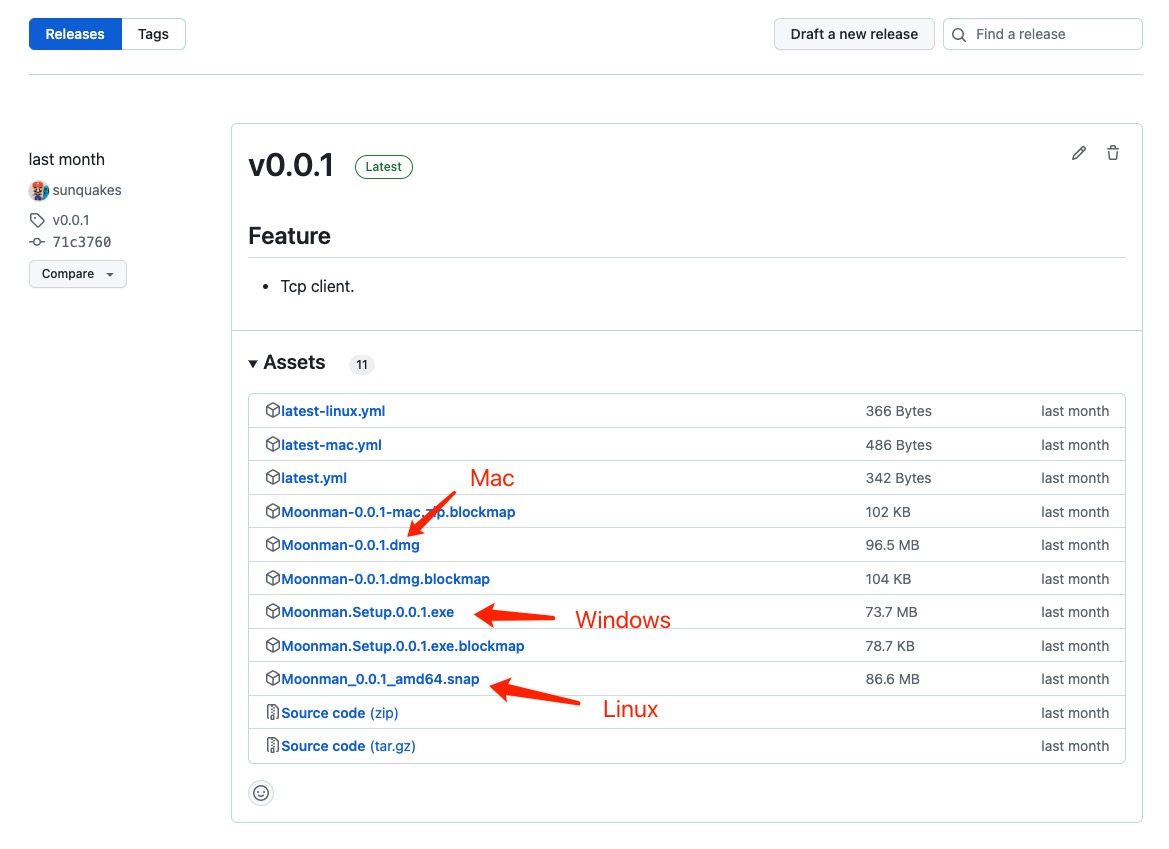 Releases Tags Draft a new release Find a release
last month
sunquakes
v0.0.1
71c3760
Compare
v0.0.1 Latest
Feature
• Tcp client.
Assets 11
latest-linux.yml 366 Bytes last month
latest-mac.yml 486 Bytes last month
latest.yml 342 Bytes last month
Mac
Moonman-0.0.1-mac.zip.blockmap 102 KB last month
Moonman-0.0.1.dmg 96.5 MB last month
Moonman-0.0.1.dmg.blockmap 104 KB last month
Moonman.Setup.0.0.1.exe 73.7 MB last month
Windows
Moonman.Setup.0.0.1.exe.blockmap 78.7 KB last month
Moonman_0.0.1_amd64.snap 86.6 MB last month
Linux
Source code (zip) last month
Source code (tar.gz) last month